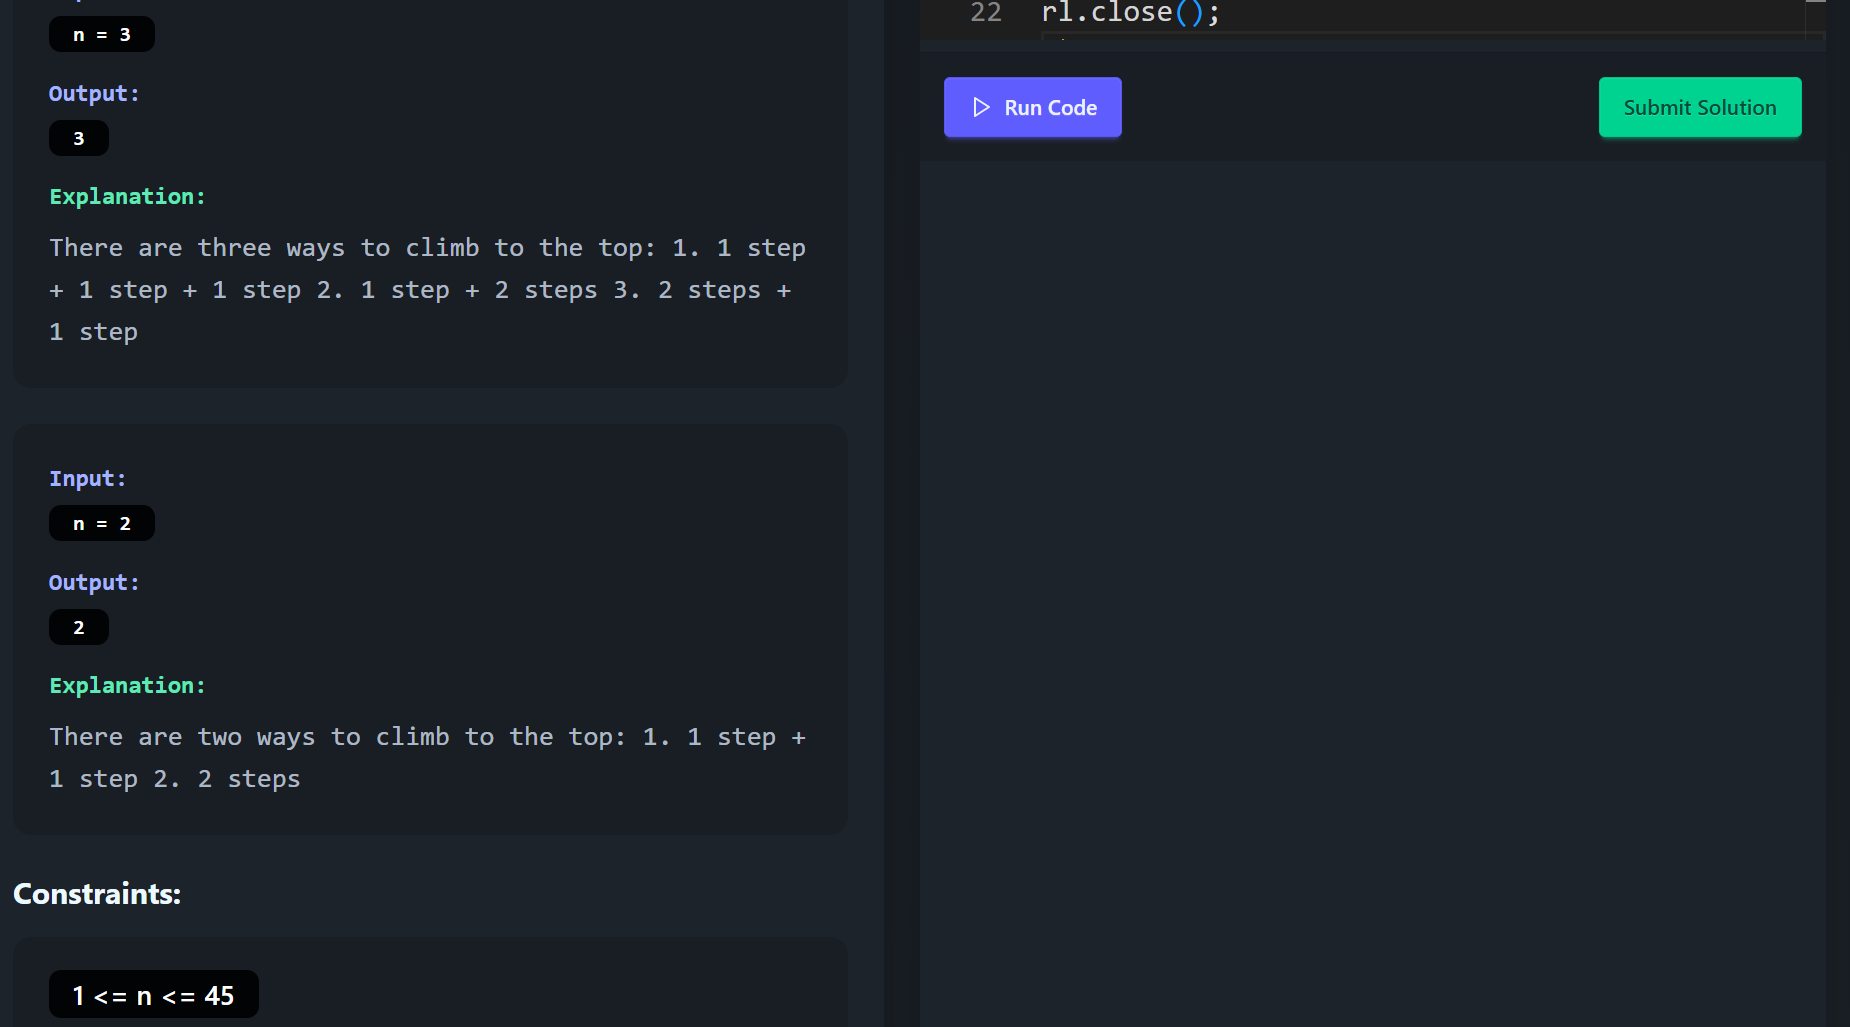 n = 3
Output:
3
Explanation:
There are three ways to climb to the top: 1. 1 step
+ 1 step + 1 step 2. 1 step + 2 steps 3. 2 steps +
1 step
Input:
n = 2
Output:
2
Explanation:
There are two ways to climb to the top: 1. 1 step +
1 step 2. 2 steps
Constraints:
1 <= n <= 45
22 rl.close();
Run Code
Submit Solution